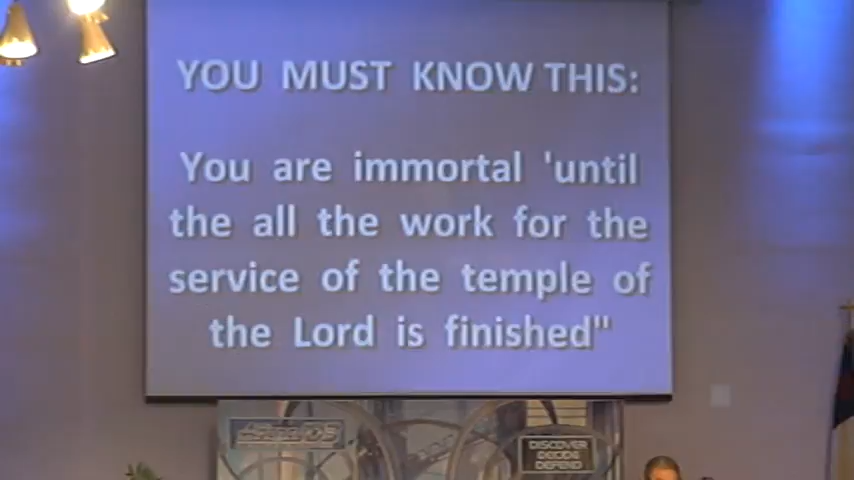 YOU MUST KNOW THIS:
You are immortal 'until
the all the work for the
service of the temple of
the Lord is finished"
DISCOVER
DECIDE
DEFEND